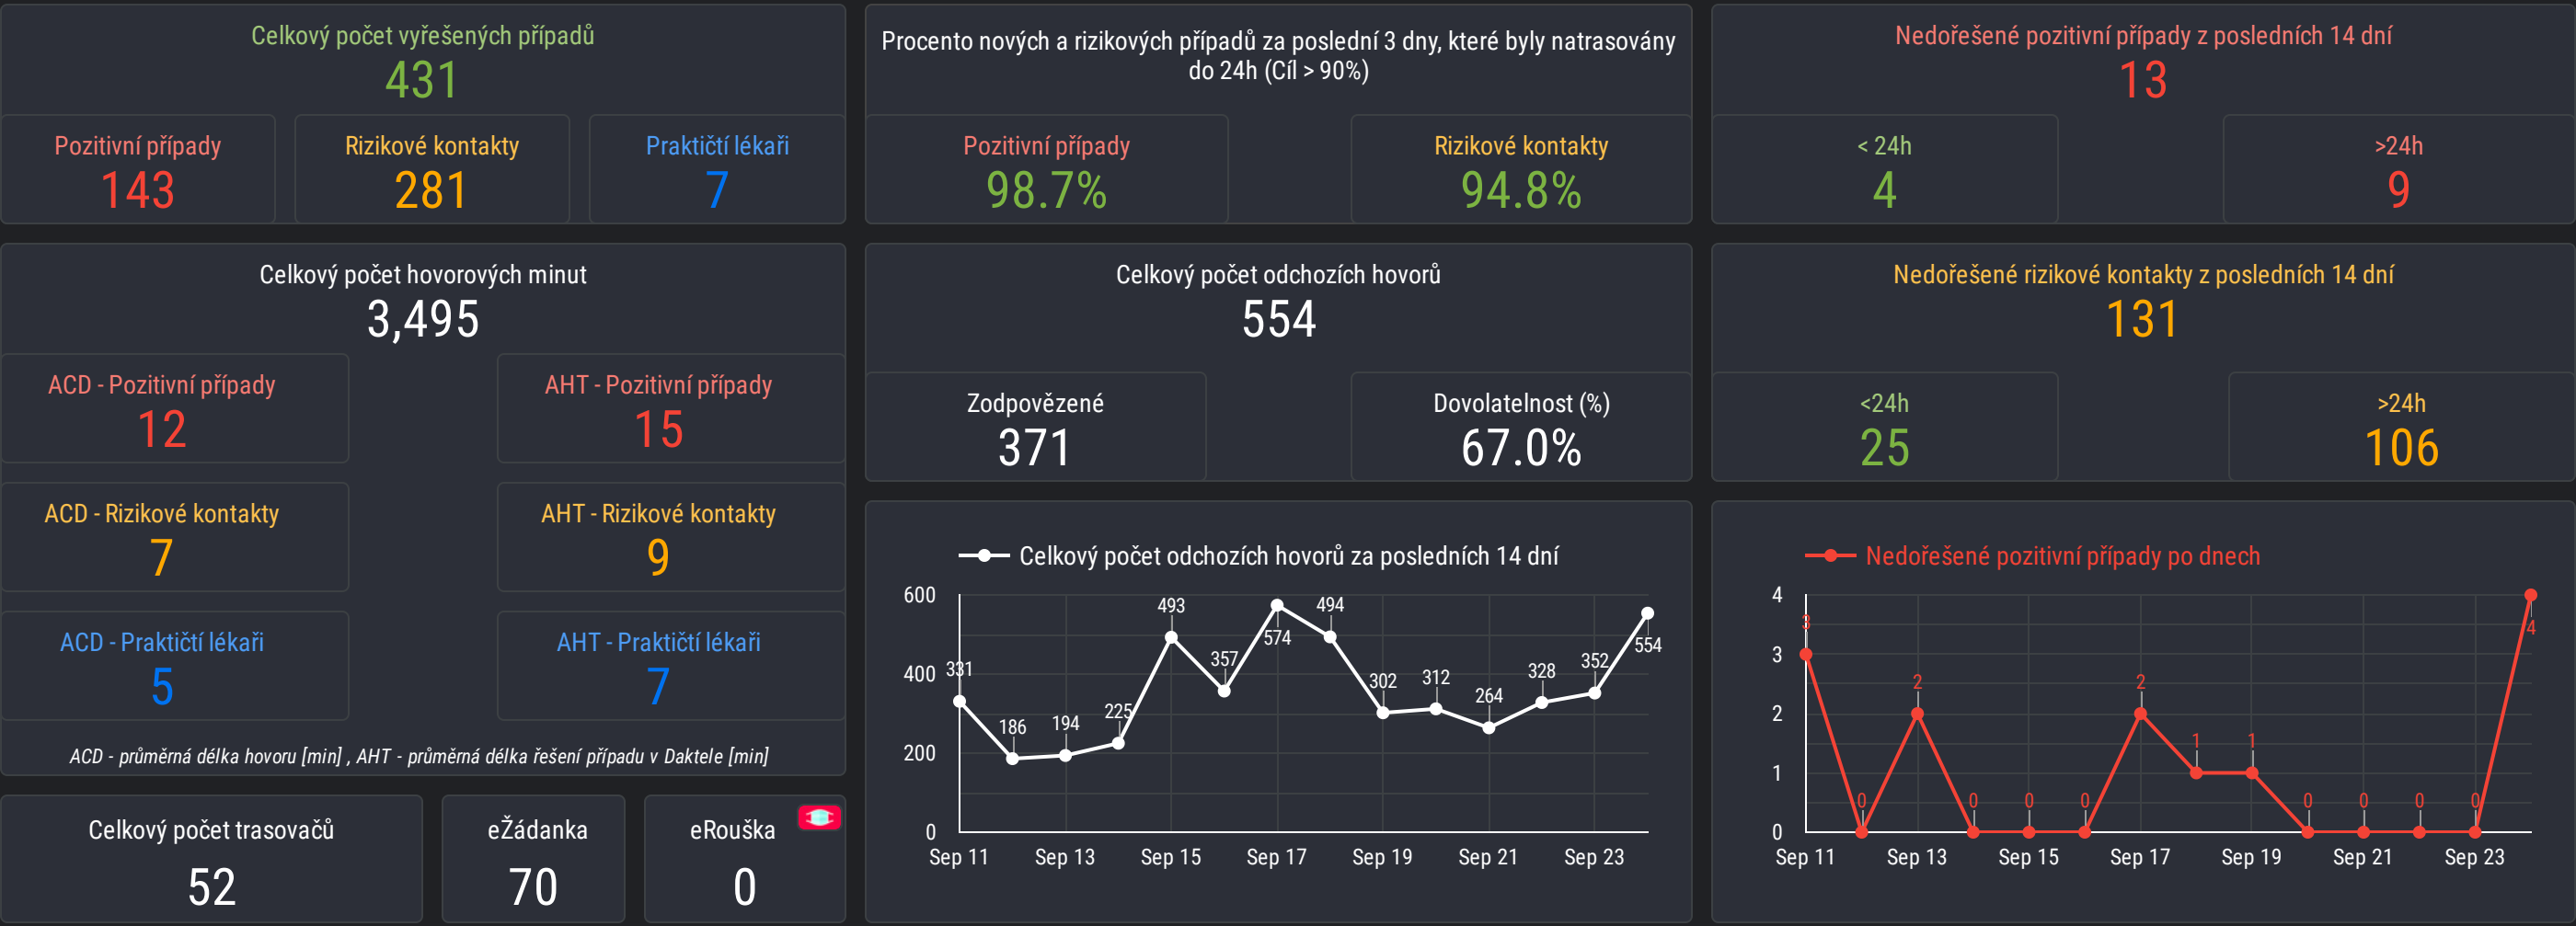 Celkový počet vyřešených případů
431
Pozitivní případy
143
Rizikové kontakty
281
Praktičtí lékaři
7
Procento nových a rizikových případů za poslední 3 dny, které byly natrasovány
do 24h (Cíl > 90%)
Pozitivní případy
98.7%
Rizikové kontakty
94.8%
Nedořešené pozitivní případy z posledních 14 dní
13
< 24h
4
>24h
9
Celkový počet hovorových minut
3,495
ACD - Pozitivní případy
12
AHT - Pozitivní případy
15
ACD - Rizikové kontakty
7
AHT - Rizikové kontakty
9
ACD - Praktičtí lékaři
5
AHT - Praktičtí lékaři
7
ACD - průměrná délka hovoru [min] , AHT - průměrná délka řešení případu v Daktele [min]
Celkový počet odchozích hovorů
554
Zodpovězené
371
Dovolatelnost (%)
67.0%
Nedořešené rizikové kontakty z posledních 14 dní
131
<24h
25
>24h
106
Celkový počet trasovačů
52
eŽádanka
70
eRouška
0
Celkový počet odchozích hovorů za posledních 14 dní
600
400
200
0
331
186
194
225
493
357
574
494
302
312
264
328
352
554
Sep 11 Sep 13 Sep 15 Sep 17 Sep 19 Sep 21 Sep 23
Nedořešené pozitivní případy po dnech
4
3
2
1
0
3
0
2
0
0
0
2
1
1
0
0
0
0
4
Sep 11 Sep 13 Sep 15 Sep 17 Sep 19 Sep 21 Sep 23